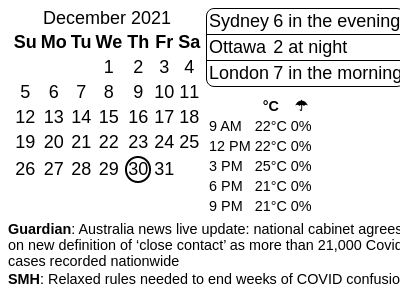 December 2021
Su Mo Tu We Th Fr Sa
1 2 3 4
5 6 7 8 9 10 11
12 13 14 15 16 17 18
19 20 21 22 23 24 25
26 27 28 29 30 31
Sydney 6 in the evening
Ottawa 2 at night
London 7 in the morning
°C ☂
9 AM 22°C 0%
12 PM 22°C 0%
3 PM 25°C 0%
6 PM 21°C 0%
9 PM 21°C 0%
Guardian: Australia news live update: national cabinet agrees
on new definition of ‘close contact’ as more than 21,000 Covid
cases recorded nationwide
SMH: Relaxed rules needed to end weeks of COVID confusio